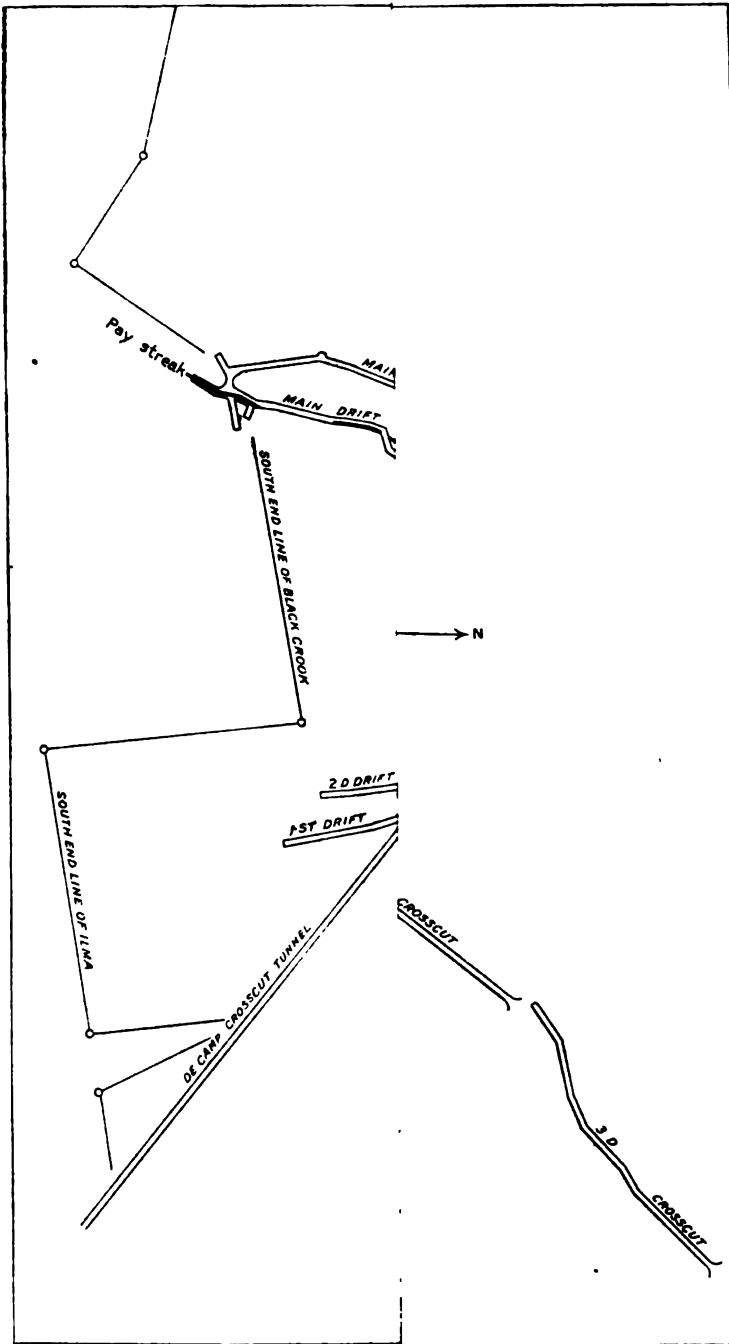 Pay streak
MAIN
MAIN DRIFT
SOUTH END LINE OF BLACK CROOK
N
2D DRIFT
1ST DRIFT
SOUTH END LINE OF ILMA
DE CAMP CROSSCUT TUNNEL
CROSSCUT
3D
CROSSCUT